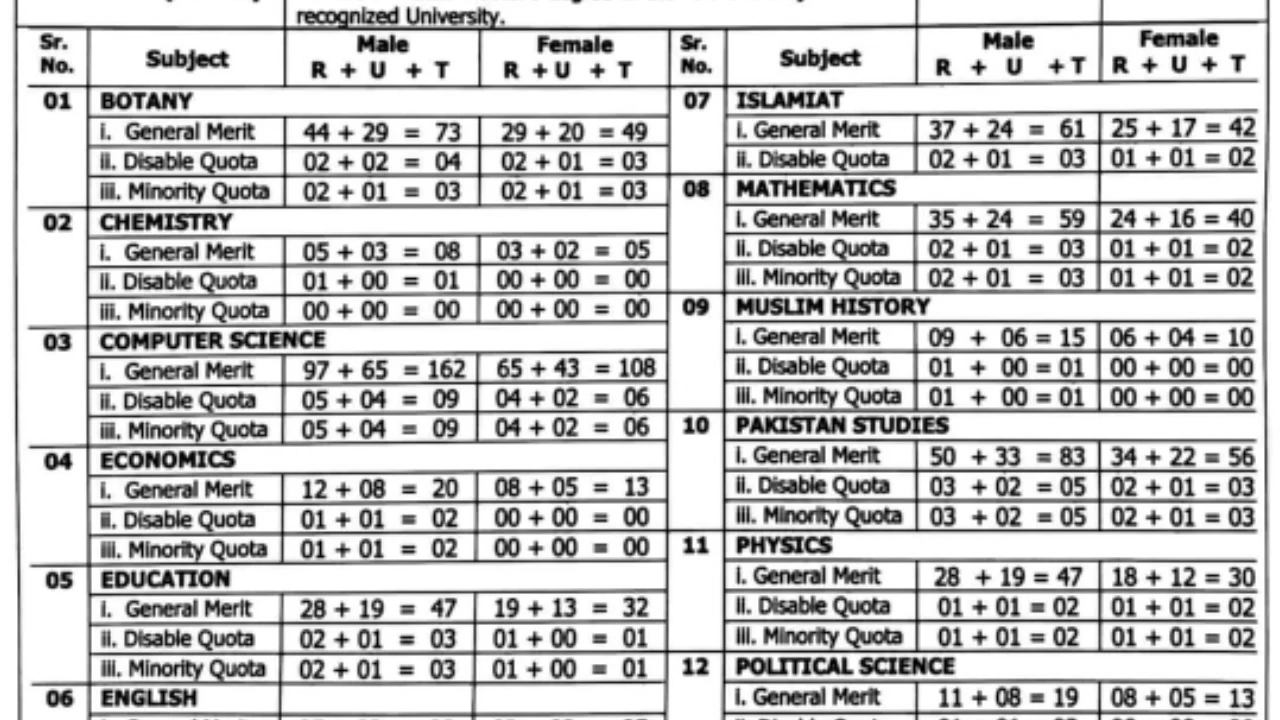 recognized University.
Sr. No. Subject Male R + U + T Female R + U + T
01 BOTANY
i. General Merit 44 + 29 = 73 29 + 20 = 49
ii. Disable Quota 02 + 02 = 04 02 + 01 = 03
iii. Minority Quota 02 + 01 = 03 02 + 01 = 03
02 CHEMISTRY
i. General Merit 05 + 03 = 08 03 + 02 = 05
ii. Disable Quota 01 + 00 = 01 00 + 00 = 00
iii. Minority Quota 00 + 00 = 00 00 + 00 = 00
03 COMPUTER SCIENCE
i. General Merit 97 + 65 = 162 65 + 43 = 108
ii. Disable Quota 05 + 04 = 09 04 + 02 = 06
iii. Minority Quota 05 + 04 = 09 04 + 02 = 06
04 ECONOMICS
i. General Merit 12 + 08 = 20 08 + 05 = 13
ii. Disable Quota 01 + 01 = 02 00 + 00 = 00
iii. Minority Quota 01 + 01 = 02 00 + 00 = 00
05 EDUCATION
i. General Merit 28 + 19 = 47 19 + 13 = 32
ii. Disable Quota 02 + 01 = 03 01 + 00 = 01
iii. Minority Quota 02 + 01 = 03 01 + 00 = 01
06 ENGLISH
Sr. No. Subject Male R + U + T Female R + U + T
07 ISLAMIAT
i. General Merit 37 + 24 = 61 25 + 17 = 42
ii. Disable Quota 02 + 01 = 03 01 + 01 = 02
08 MATHEMATICS
i. General Merit 35 + 24 = 59 24 + 16 = 40
ii. Disable Quota 02 + 01 = 03 01 + 01 = 02
iii. Minority Quota 02 + 01 = 03 01 + 01 = 02
09 MUSLIM HISTORY
i. General Merit 09 + 06 = 15 06 + 04 = 10
ii. Disable Quota 01 + 00 = 01 00 + 00 = 00
iii. Minority Quota 01 + 00 = 01 00 + 00 = 00
10 PAKISTAN STUDIES
i. General Merit 50 + 33 = 83 34 + 22 = 56
ii. Disable Quota 03 + 02 = 05 02 + 01 = 03
iii. Minority Quota 03 + 02 = 05 02 + 01 = 03
11 PHYSICS
i. General Merit 28 + 19 = 47 18 + 12 = 30
ii. Disable Quota 01 + 01 = 02 01 + 01 = 02
iii. Minority Quota 01 + 01 = 02 01 + 01 = 02
12 POLITICAL SCIENCE
i. General Merit 11 + 08 = 19 08 + 05 = 13